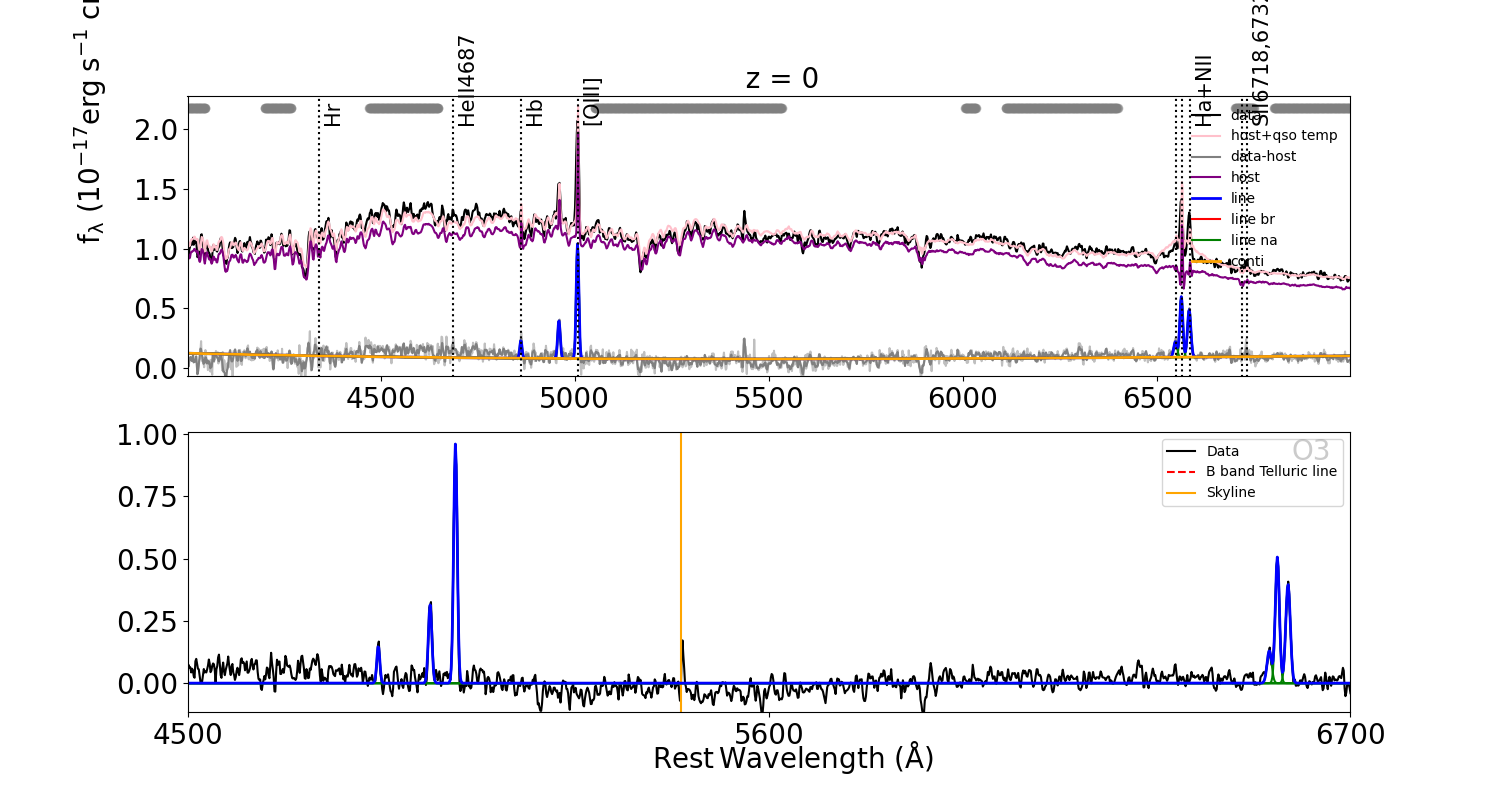 z = 0
f_λ (10⁻¹⁷erg s⁻¹ c
Hr
HeII4687
Hb
[OIII]
Ha+NII
SII6718,6732
data
host+qso temp
data-host
host
line
line br
line na
conti
2.0
1.5
1.0
0.5
0.0
4500 5000 5500 6000 6500
O3
Data
B band Telluric line
Skyline
1.00
0.75
0.50
0.25
0.00
4500 5600 6700
Rest Wavelength (Å)